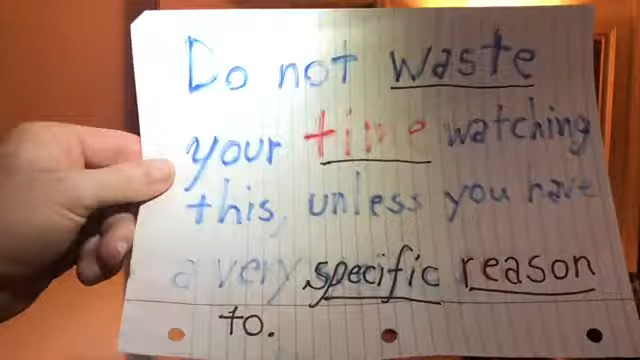 Do not waste
your time watching
this, unless you have
a very specific reason
to.